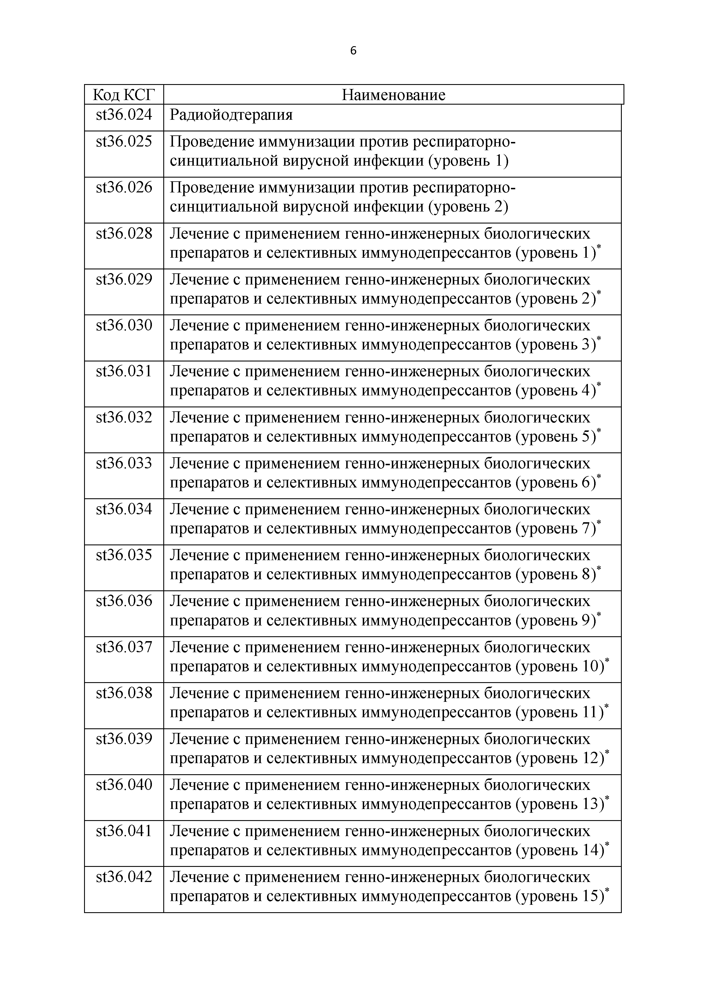 6
Код КСГ Наименование
st36.024 Радиойодтерапия
st36.025 Проведение иммунизации против респираторно-
синцитиальной вирусной инфекции (уровень 1)
st36.026 Проведение иммунизации против респираторно-
синцитиальной вирусной инфекции (уровень 2)
st36.028 Лечение с применением генно-инженерных биологических
препаратов и селективных иммунодепрессантов (уровень 1)*
st36.029 Лечение с применением генно-инженерных биологических
препаратов и селективных иммунодепрессантов (уровень 2)*
st36.030 Лечение с применением генно-инженерных биологических
препаратов и селективных иммунодепрессантов (уровень 3)*
st36.031 Лечение с применением генно-инженерных биологических
препаратов и селективных иммунодепрессантов (уровень 4)*
st36.032 Лечение с применением генно-инженерных биологических
препаратов и селективных иммунодепрессантов (уровень 5)*
st36.033 Лечение с применением генно-инженерных биологических
препаратов и селективных иммунодепрессантов (уровень 6)*
st36.034 Лечение с применением генно-инженерных биологических
препаратов и селективных иммунодепрессантов (уровень 7)*
st36.035 Лечение с применением генно-инженерных биологических
препаратов и селективных иммунодепрессантов (уровень 8)*
st36.036 Лечение с применением генно-инженерных биологических
препаратов и селективных иммунодепрессантов (уровень 9)*
st36.037 Лечение с применением генно-инженерных биологических
препаратов и селективных иммунодепрессантов (уровень 10)*
st36.038 Лечение с применением генно-инженерных биологических
препаратов и селективных иммунодепрессантов (уровень 11)*
st36.039 Лечение с применением генно-инженерных биологических
препаратов и селективных иммунодепрессантов (уровень 12)*
st36.040 Лечение с применением генно-инженерных биологических
препаратов и селективных иммунодепрессантов (уровень 13)*
st36.041 Лечение с применением генно-инженерных биологических
препаратов и селективных иммунодепрессантов (уровень 14)*
st36.042 Лечение с применением генно-инженерных биологических
препаратов и селективных иммунодепрессантов (уровень 15)*